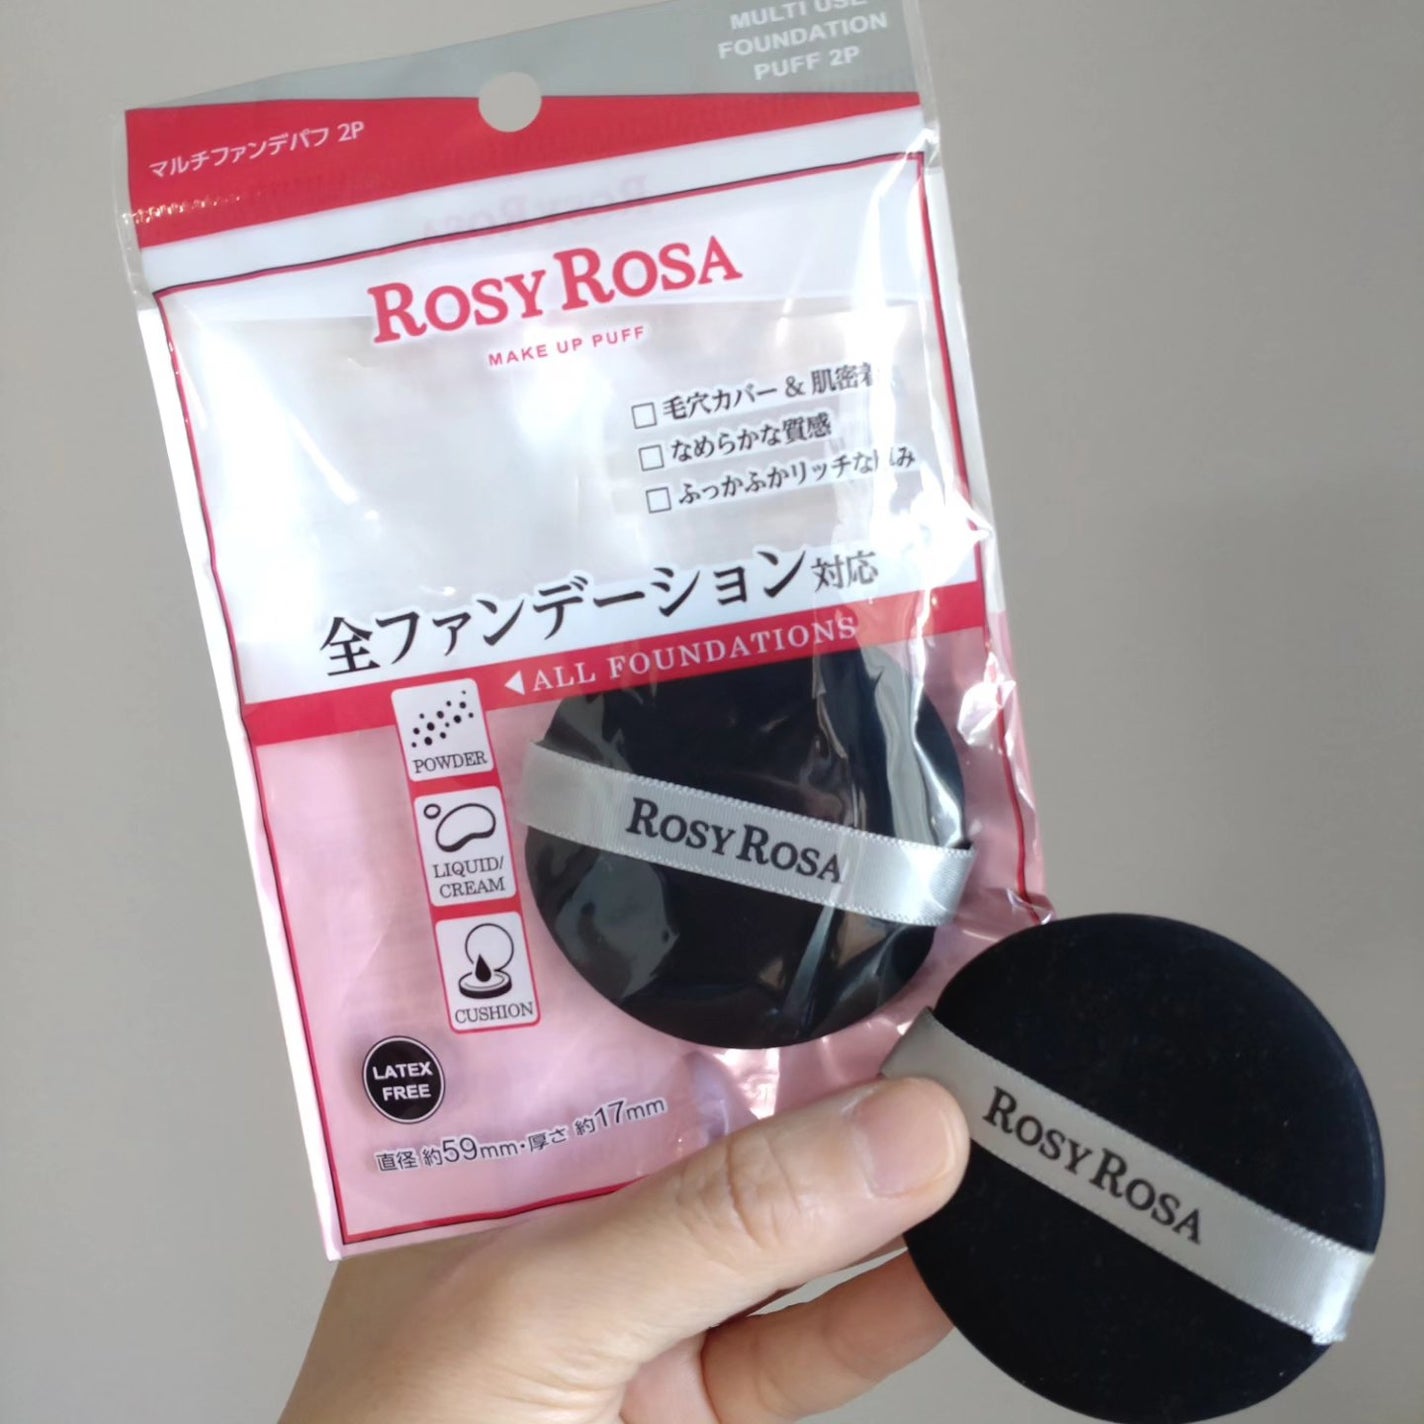 MULTI USE
FOUNDATION
PUFF 2P
マルチファンデパフ 2P
ROSY ROSA
MAKE UP PUFF
□ 毛穴カバー & 肌密着
□ なめらかな質感
□ ふっかふかリッチな厚み
全ファンデーション対応
◀ALL FOUNDATIONS
POWDER
LIQUID/
CREAM
CUSHION
ROSY ROSA
LATEX
FREE
直径 約59mm・厚さ 約17mm
ROSY ROSA